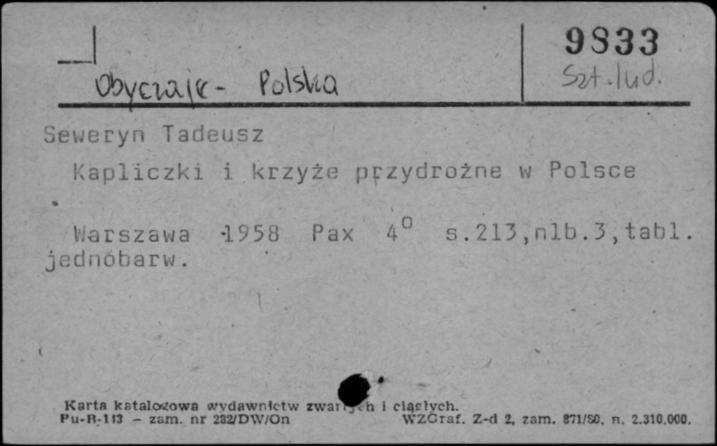 9833
Szt. lud.
Obyczaje - Polska
Seweryn Tadeusz
Kapliczki i krzyże przydrożne w Polsce
Warszawa 1958 Pax 4° s.213,nlb.3,tabl.
jednobarw.
Karta katalogowa wydawnictw zwartych i ciągłych.
Pu-B-113 – zam. nr 232/DW/On WZGraf. Z-d 2, zam. 871/80, n. 2.310.000.